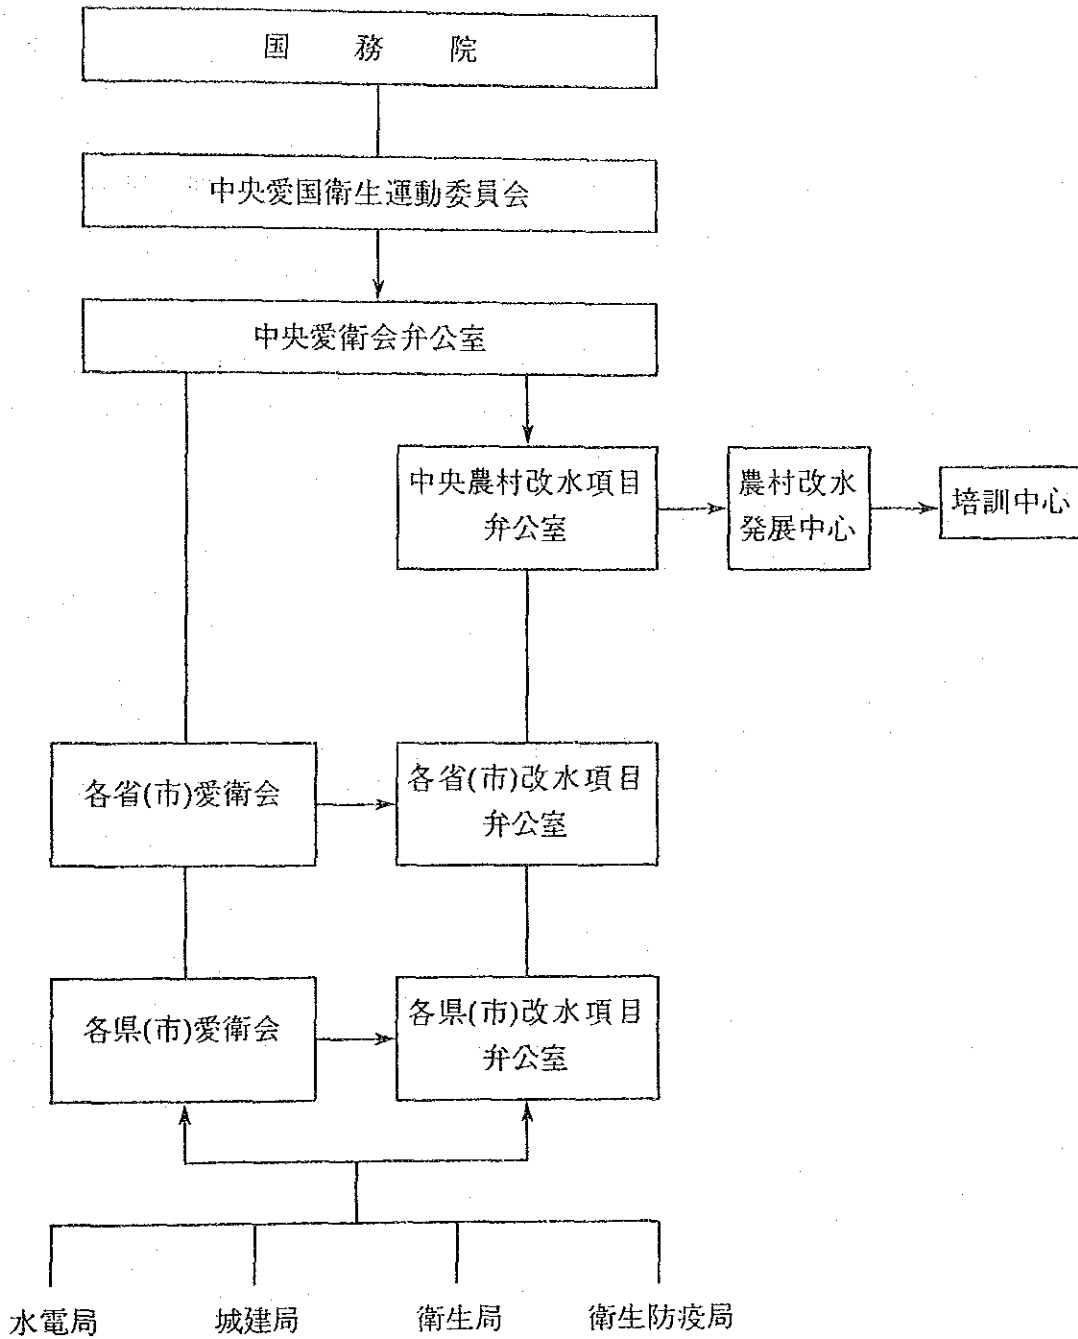 国務院
中央愛国衛生運動委員会
中央愛衛会弁公室
中央農村改水項目
弁公室
農村改水
発展中心
培訓中心
各省(市)愛衛会
各省(市)改水項目
弁公室
各県(市)愛衛会
各県(市)改水項目
弁公室
水電局
城建局
衛生局
衛生防疫局